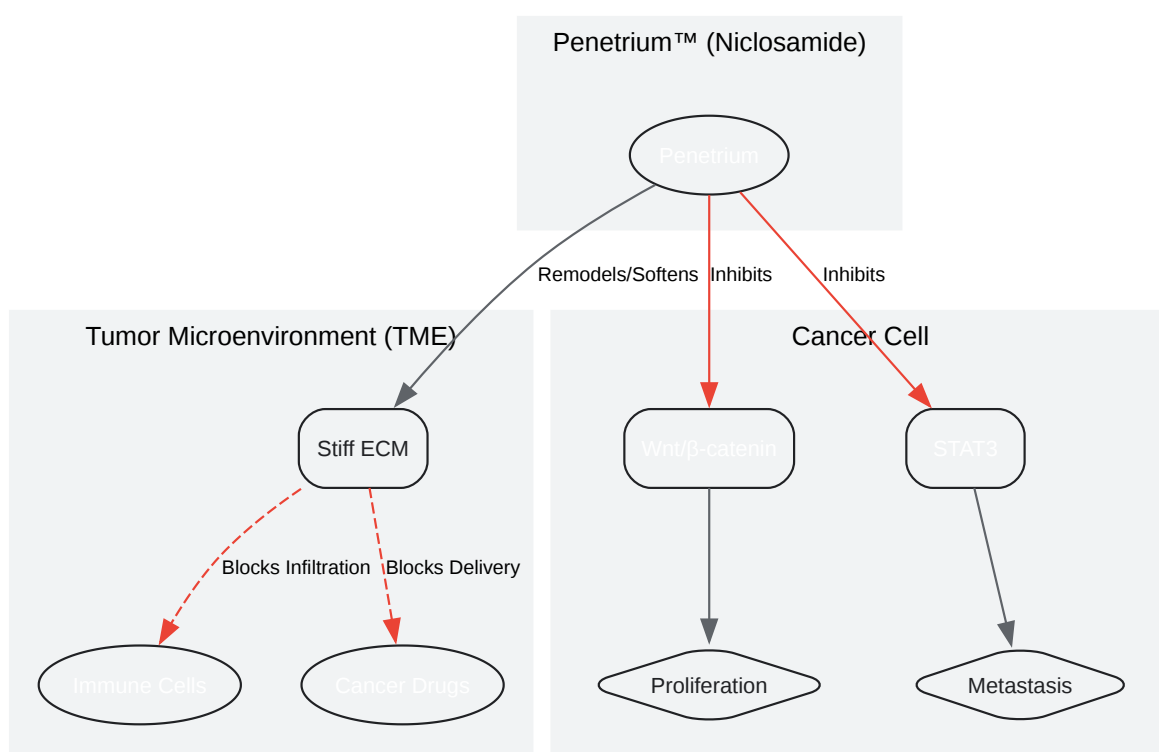 Penetrium™ (Niclosamide)
Penetrium
Remodels/Softens
Inhibits
Inhibits
Tumor Microenvironment (TME)
Cancer Cell
Stiff ECM
Wnt/β-catenin
STAT3
Blocks Infiltration
Blocks Delivery
Immune Cells
Cancer Drugs
Proliferation
Metastasis